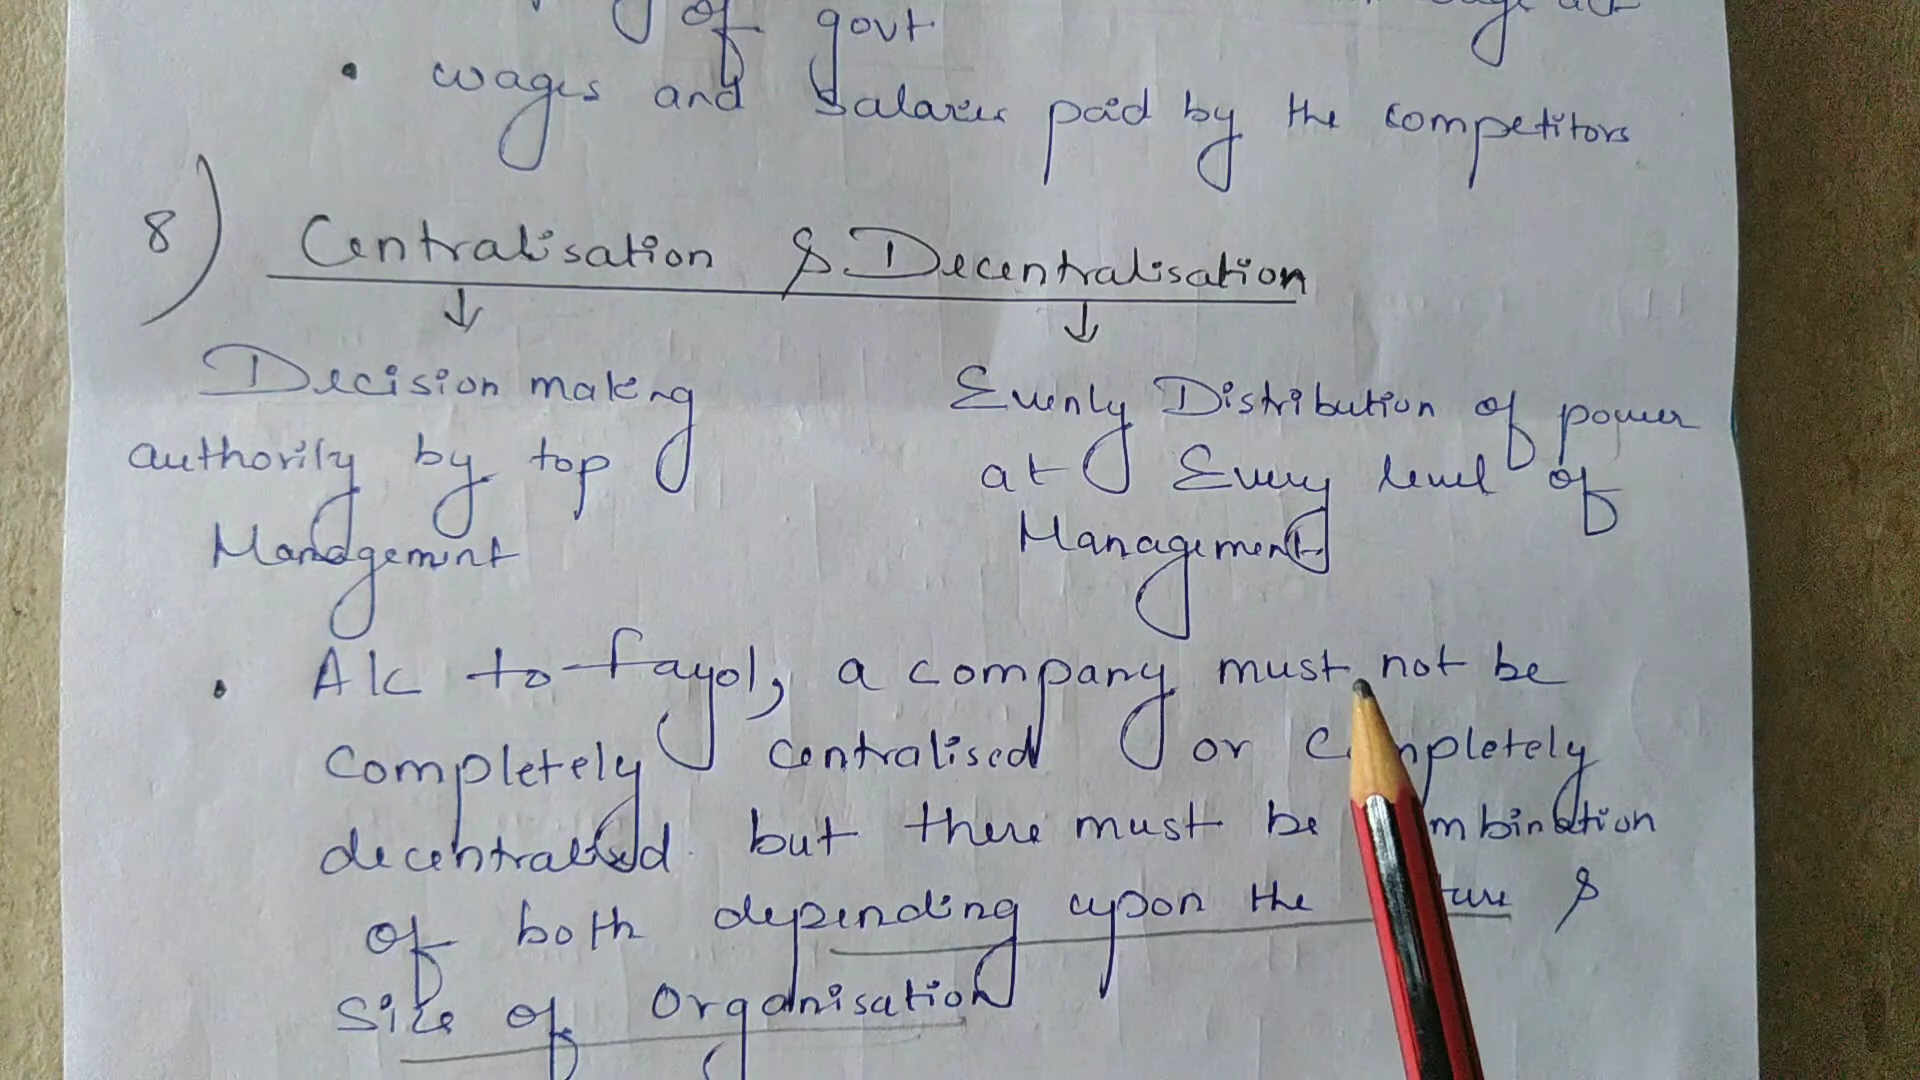 of govt
• wages and Salaries paid by the competitors
8) Centralisation & Decentralisation
↓ ↓
Decision making
authority by top
Management
Evenly Distribution of power
at Every level of
Management
• A/c to fayol, a company must not be
completely centralised or completely
decentralised. but there must be combination
of both depending upon the &
Size of Organisation